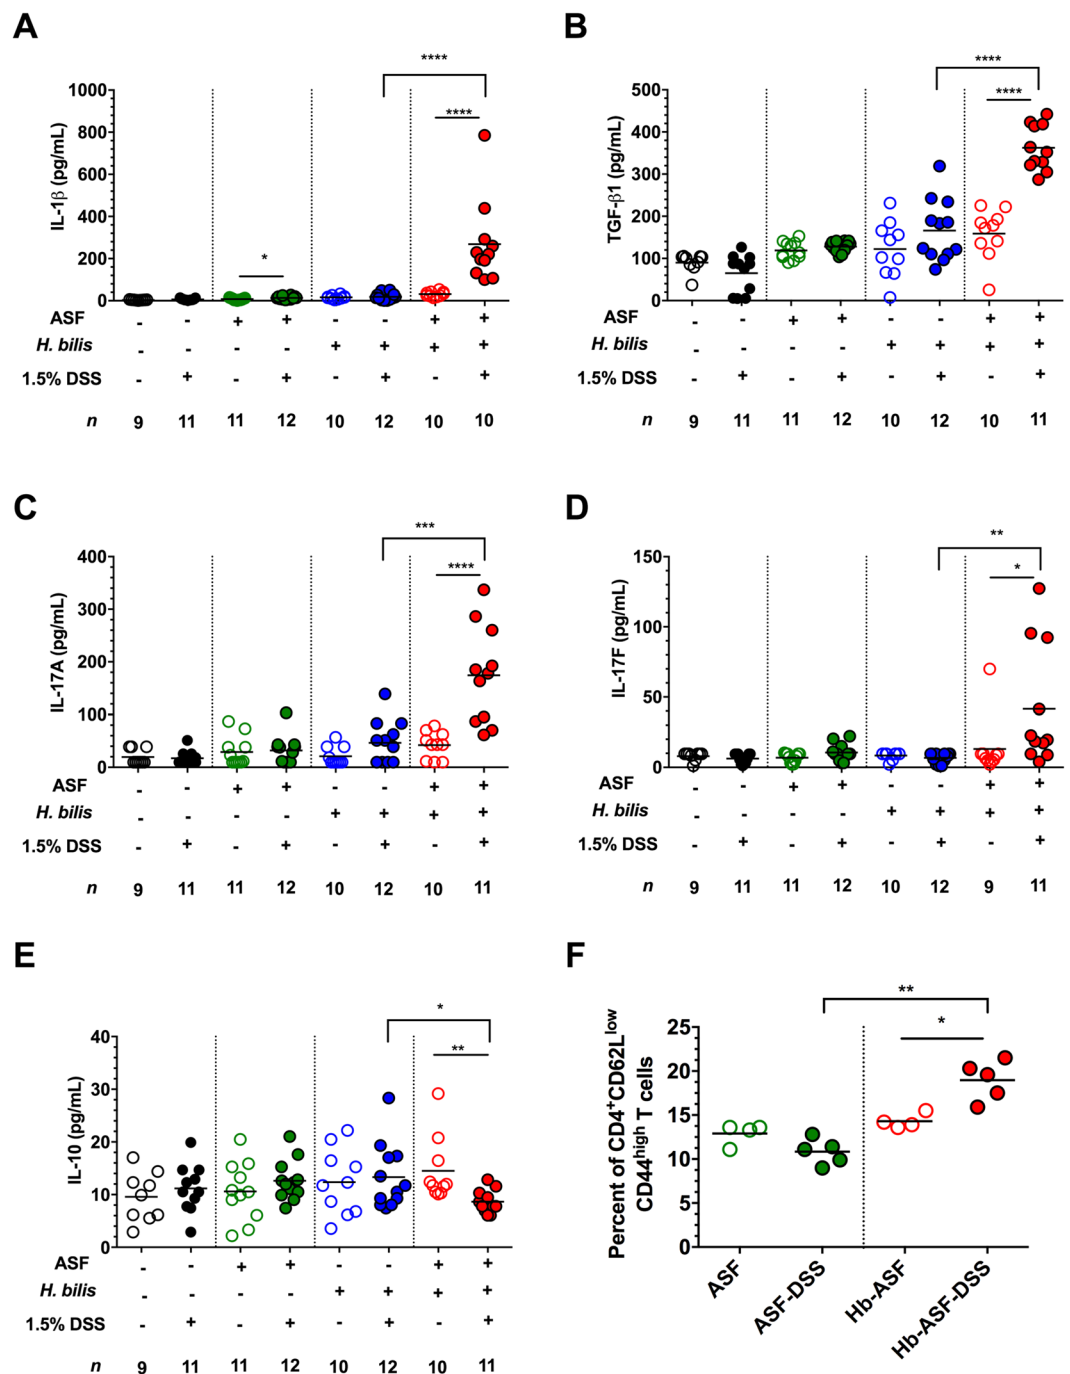 A
****
****
*
IL-1β (pg/mL)
1000
800
600
400
200
0
ASF - - + + - - + +
H. bilis - - - - + + + +
1.5% DSS - + - + - + - +
n 9 11 11 12 10 12 10 10
B
****
****
TGF-β1 (pg/mL)
500
400
300
200
100
0
ASF - - + + - - + +
H. bilis - - - - + + + +
1.5% DSS - + - + - + - +
n 9 11 11 12 10 12 10 11
C
***
****
IL-17A (pg/mL)
400
300
200
100
0
ASF - - + + - - + +
H. bilis - - - - + + + +
1.5% DSS - + - + - + - +
n 9 11 11 12 10 12 10 11
D
**
*
IL-17F (pg/mL)
150
100
50
0
ASF - - + + - - + +
H. bilis - - - - + + + +
1.5% DSS - + - + - + - +
n 9 11 11 12 10 12 9 11
E
*
**
IL-10 (pg/mL)
40
30
20
10
0
ASF - - + + - - + +
H. bilis - - - - + + + +
1.5% DSS - + - + - + - +
n 9 11 11 12 10 12 10 11
F
**
*
Percent of CD4⁺CD62Lˡᵒʷ
CD44ʰⁱᵍʰ T cells
25
20
15
10
5
0
ASF
ASF-DSS
Hb-ASF
Hb-ASF-DSS